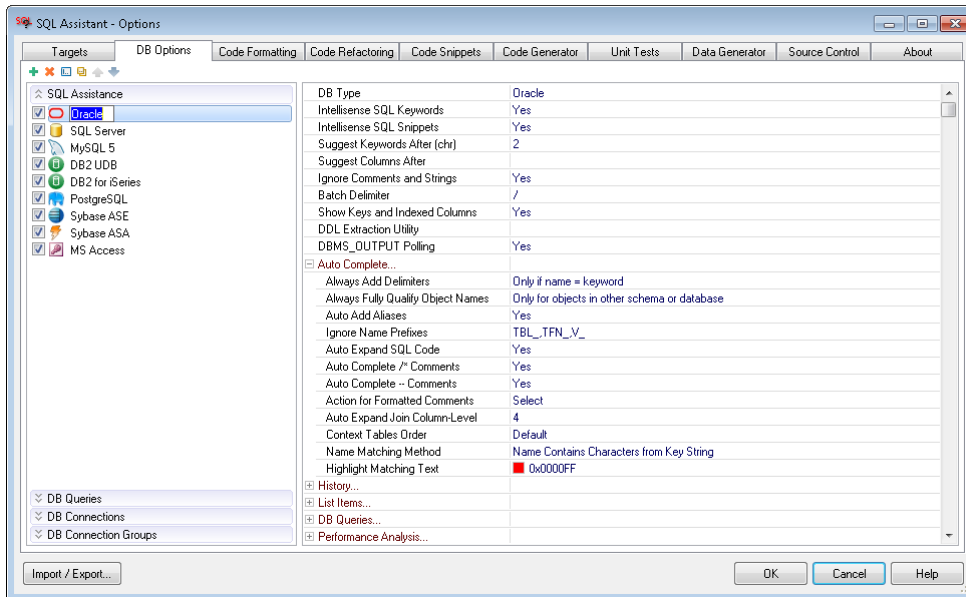 SQL Assistant - Options
Targets DB Options Code Formatting Code Refactoring Code Snippets Code Generator Unit Tests Data Generator Source Control About
SQL Assistance
Oracle
SQL Server
MySQL 5
DB2 UDB
DB2 for iSeries
PostgreSQL
Sybase ASE
Sybase ASA
MS Access
DB Queries
DB Connections
DB Connection Groups
DB Type Oracle
Intellisense SQL Keywords Yes
Intellisense SQL Snippets Yes
Suggest Keywords After (chr) 2
Suggest Columns After
Ignore Comments and Strings Yes
Batch Delimiter /
Show Keys and Indexed Columns Yes
DDL Extraction Utility
DBMS_OUTPUT Polling Yes
Auto Complete...
Always Add Delimiters Only if name = keyword
Always Fully Qualify Object Names Only for objects in other schema or database
Auto Add Aliases Yes
Ignore Name Prefixes TBL_,TFN_,V_
Auto Expand SQL Code Yes
Auto Complete /* Comments Yes
Auto Complete -- Comments Yes
Action for Formatted Comments Select
Auto Expand Join Column-Level 4
Context Tables Order Default
Name Matching Method Name Contains Characters from Key String
Highlight Matching Text 0x0000FF
History...
List Items...
DB Queries...
Performance Analysis...
Import / Export... OK Cancel Help